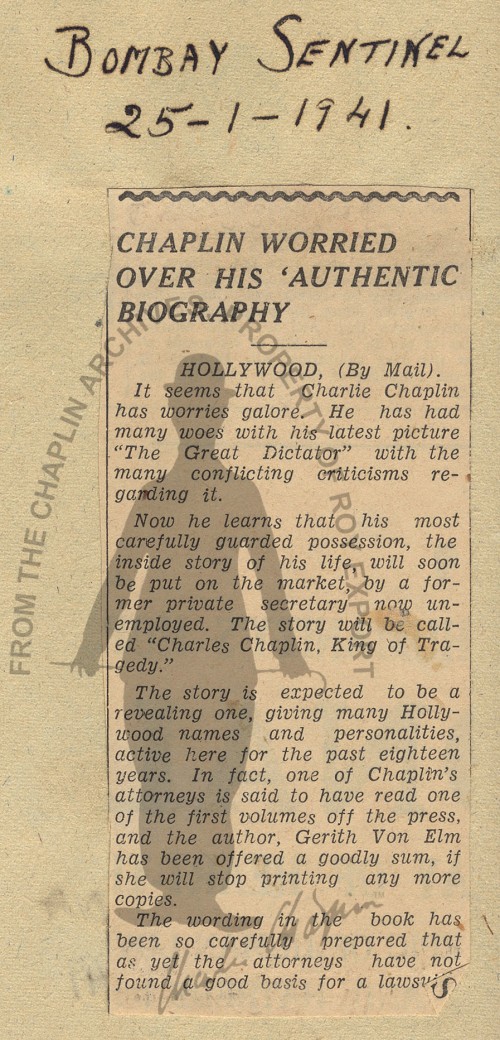 BOMBAY SENTINEL
25-1-1941.
CHAPLIN WORRIED
OVER HIS ‘AUTHENTIC
BIOGRAPHY
HOLLYWOOD, (By Mail).
It seems that Charlie Chaplin
has worries galore. He has had
many woes with his latest picture
“The Great Dictator” with the
many conflicting criticisms re-
garding it.
Now he learns that his most
carefully guarded possession, the
inside story of his life, will soon
be put on the market, by a for-
mer private secretary now un-
employed. The story will be call-
ed “Charles Chaplin, King of Tra-
gedy.”
The story is expected to be a
revealing one, giving many Holly-
wood names and personalities,
active here for the past eighteen
years. In fact, one of Chaplin's
attorneys is said to have read one
of the first volumes off the press,
and the author, Gerith Von Elm
has been offered a goodly sum, if
she will stop printing any more
copies.
The wording in the book has
been so carefully prepared that
as yet the attorneys have not
found a good basis for a lawsui
FROM THE CHAPLIN ARCHIVES PROPERTY OF ROY EXPORT
Charlie Chaplin